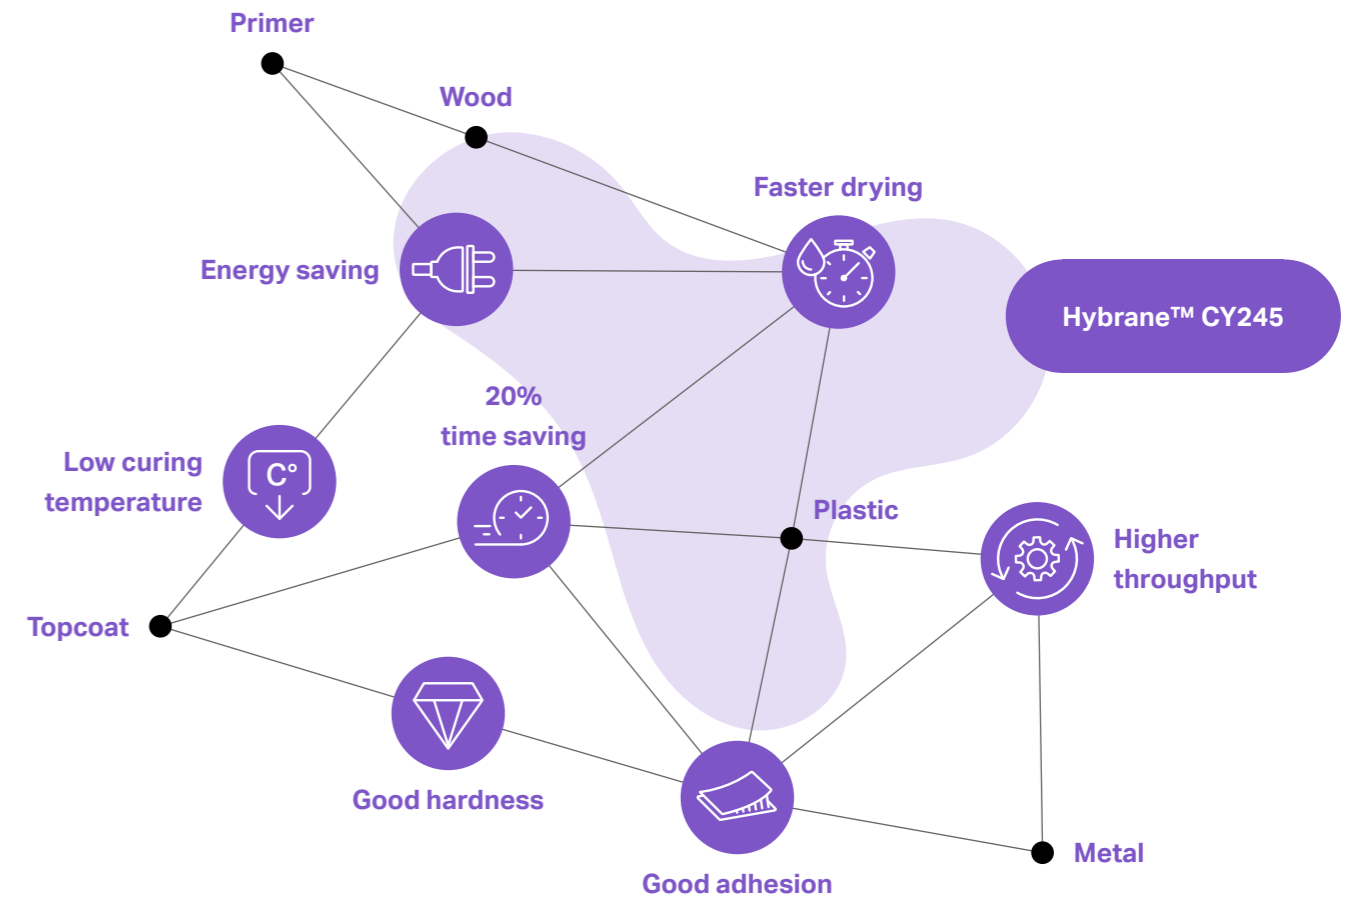 Primer
Wood
Faster drying
Energy saving
Hybrane™ CY245
20%
time saving
Low curing
temperature
C°
Plastic
Higher
throughput
Topcoat
Good hardness
Metal
Good adhesion